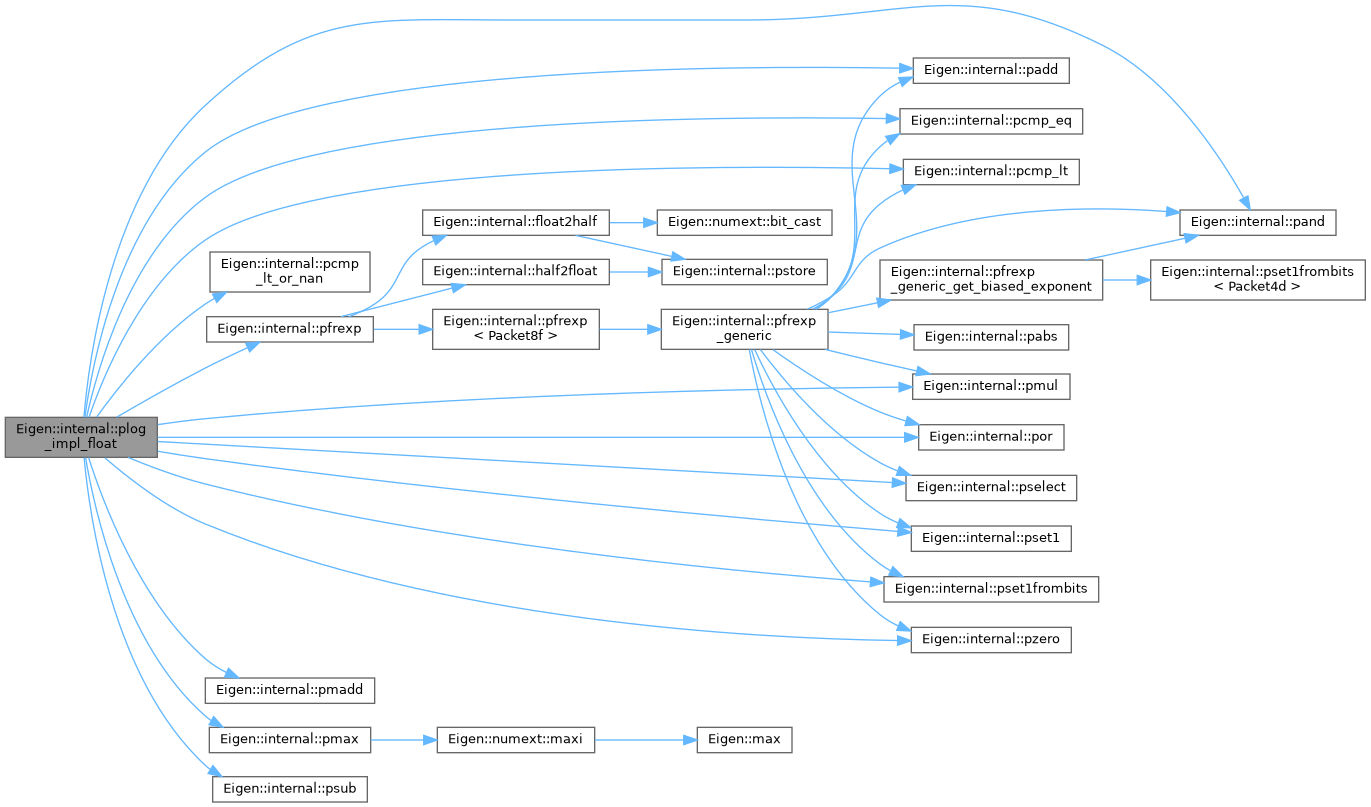 Eigen::internal::padd
Eigen::internal::pcmp_eq
Eigen::internal::pcmp_lt
Eigen::internal::float2half
Eigen::numext::bit_cast
Eigen::internal::pand
Eigen::internal::pcmp
_lt_or_nan
Eigen::internal::half2float
Eigen::internal::pstore
Eigen::internal::pfrexp
_generic_get_biased_exponent
Eigen::internal::pset1frombits
< Packet4d >
Eigen::internal::pfrexp
Eigen::internal::pfrexp
< Packet8f >
Eigen::internal::pfrexp
_generic
Eigen::internal::pabs
Eigen::internal::pmul
Eigen::internal::plog
_impl_float
Eigen::internal::por
Eigen::internal::pselect
Eigen::internal::pset1
Eigen::internal::pset1frombits
Eigen::internal::pzero
Eigen::internal::pmadd
Eigen::internal::pmax
Eigen::numext::maxi
Eigen::max
Eigen::internal::psub